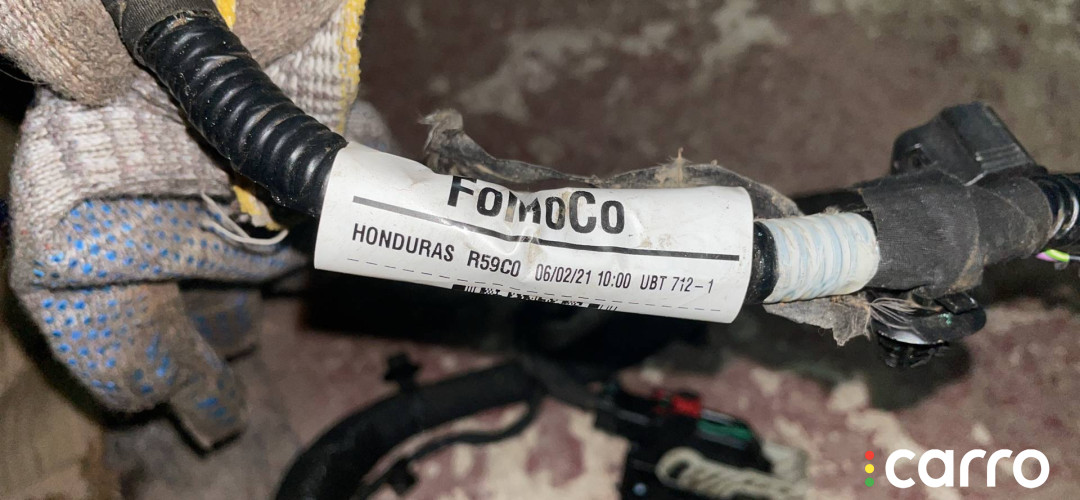 FoMoCo
HONDURAS R59C0 06/02/21 10:00 UBT 712-1
carro